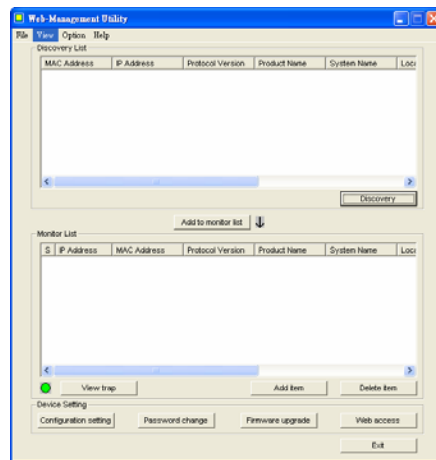 Web-Management Utility
File View Option Help
Discovery List
MAC Address IP Address Protocol Version Product Name System Name Loca
Discovery
Add to monitor list
Monitor List
S IP Address MAC Address Protocol Version Product Name System Name Loca
View trap Add item Delete item
Device Setting
Configuration setting Password change Firmware upgrade Web access
Exit